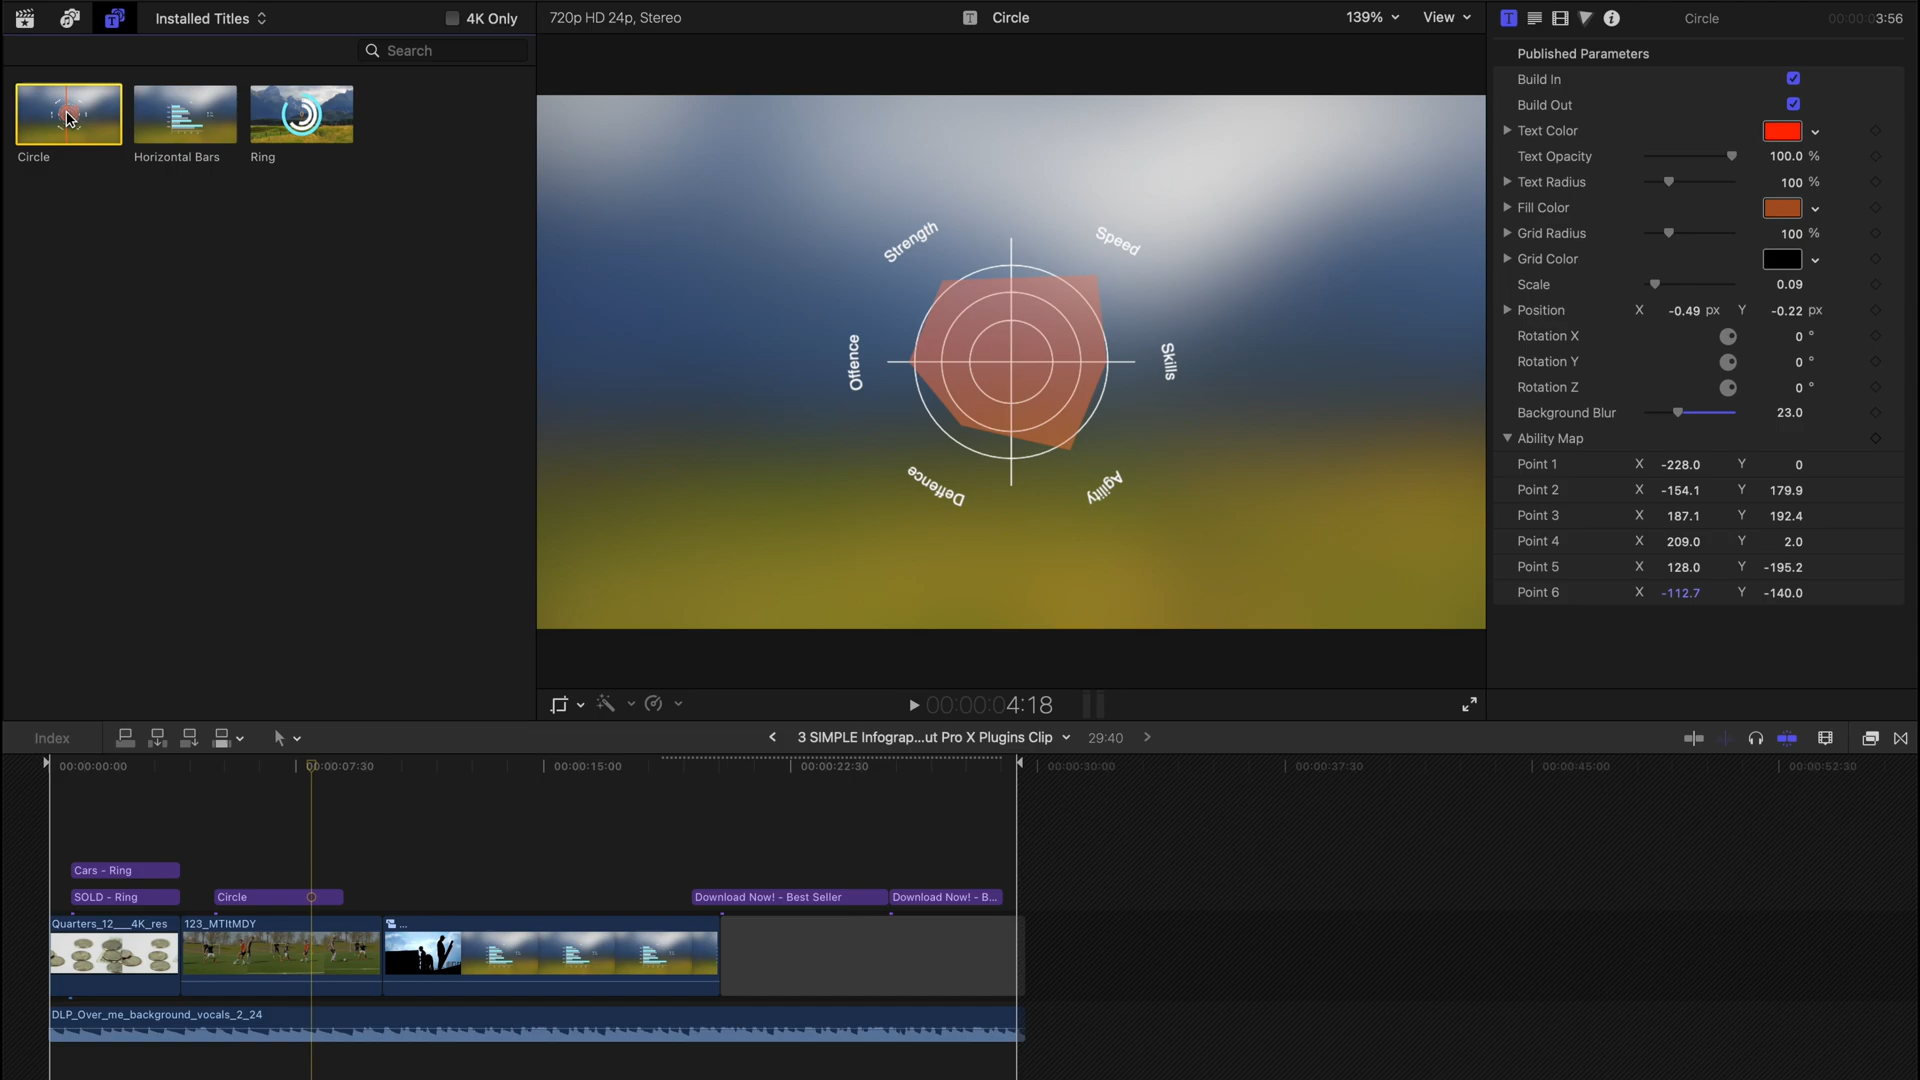 Installed Titles
4K Only
720p HD 24p, Stereo
Circle
139%
View
Circle
00:00:03:56
Search
Circle
Horizontal Bars
Ring
Strength
Speed
Offence
Skills
Deffence
Agility
Published Parameters
Build In
Build Out
Text Color
Text Opacity 100.0 %
Text Radius 100 %
Fill Color
Grid Radius 100 %
Grid Color
Scale 0.09
Position X -0.49 px Y -0.22 px
Rotation X 0 °
Rotation Y 0 °
Rotation Z 0 °
Background Blur 23.0
Ability Map
Point 1 X -228.0 Y 0
Point 2 X -154.1 Y 179.9
Point 3 X 187.1 Y 192.4
Point 4 X 209.0 Y 2.0
Point 5 X 128.0 Y -195.2
Point 6 X -112.7 Y -140.0
00:00:04:18
Index
3 SIMPLE Infograp...ut Pro X Plugins Clip
29:40
00:00:00:00
00:00:07:30
00:00:15:00
00:00:22:30
00:00:30:00
00:00:37:30
00:00:45:00
00:00:52:30
Cars - Ring
SOLD - Ring
Circle
Download Now! - Best Seller
Download Now! - B...
Quarters_12___4K_res
123_MTItMDY
...
DLP_Over_me_background_vocals_2_24